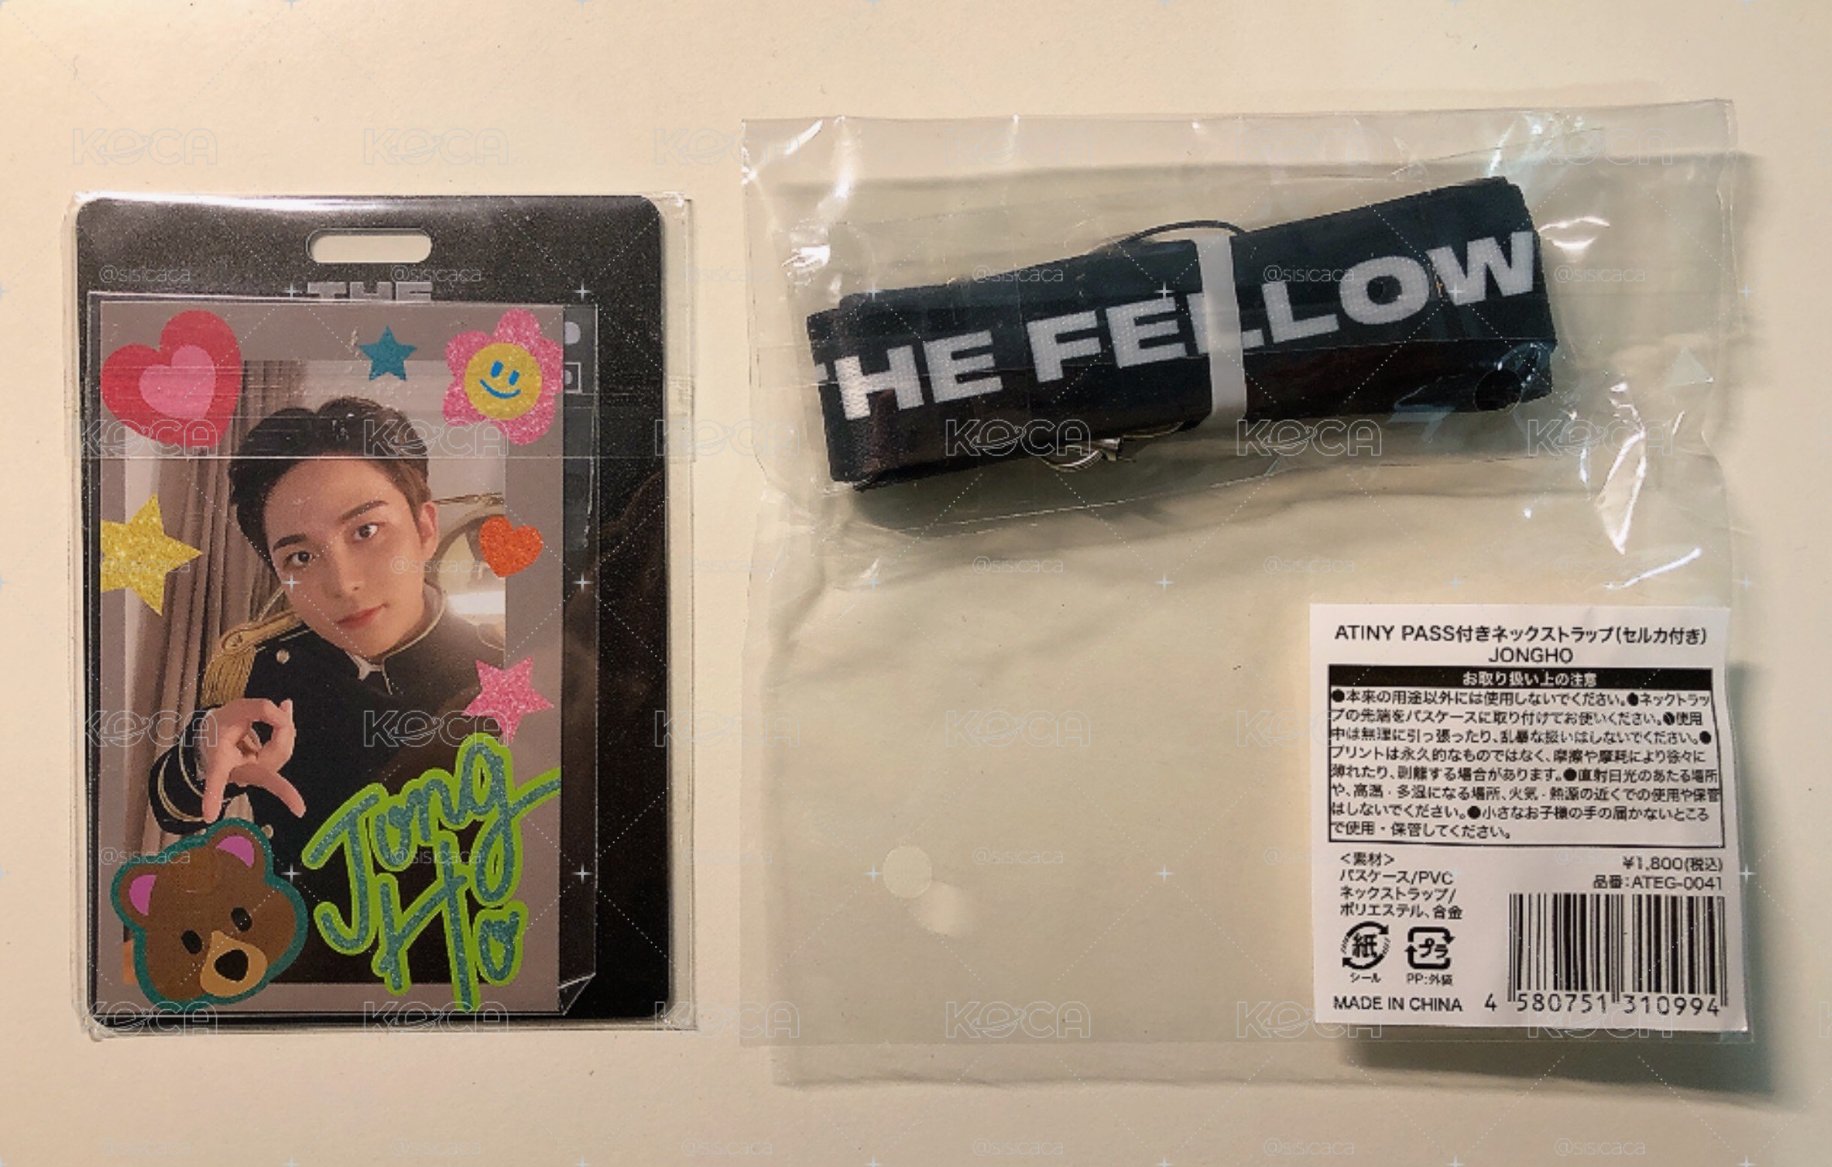 THE
Jong
Ho
THE FELLOW
ATINY PASS付きネックストラップ(セルカ付き)
JONGHO
お取り扱い上の注意
●本来の用途以外には使用しないでください。●ネックトラッ
プの先端をパスケースに取り付けてお使いください。●使用
中は無理に引っ張ったり、乱暴な扱いはしないでください。●
プリントは永久的なものではなく、摩擦や摩耗により徐々に
薄れたり、剥離する場合があります。●直射日光のあたる場所
や、高温・多湿になる場所、火気・熱源の近くでの使用や保管
はしないでください。●小さなお子様の手の届かないところ
で使用・保管してください。
<素材>
パスケース/PVC
ネックストラップ/
ポリエステル、合金
¥1,800(税込)
品番:ATEG-0041
紙
シール
プラ
PP:外袋
MADE IN CHINA
4 580751 310994
KOCA
@sisicaca